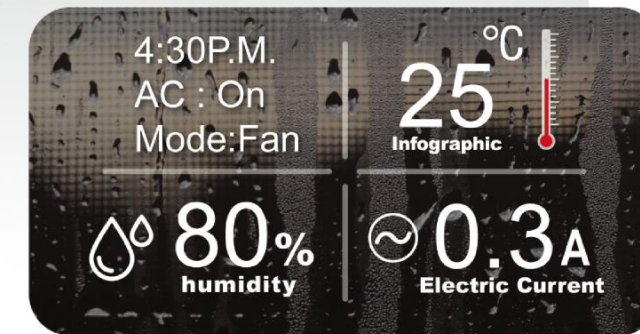 4:30P.M.
AC : On
Mode:Fan
°C
25
Infographic
80%
humidity
0.3A
Electric Current